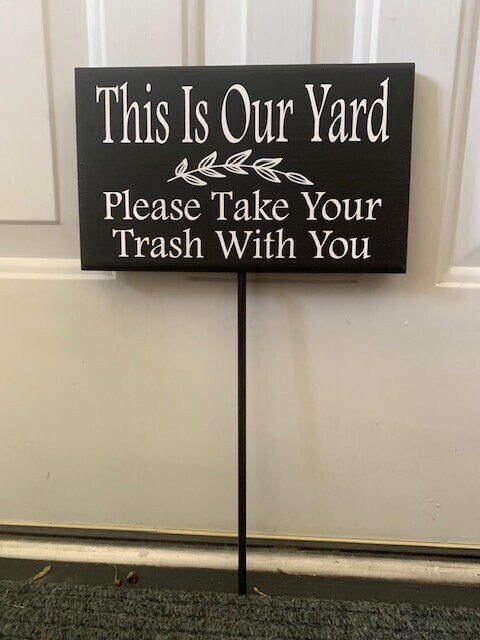 This Is Our Yard
Please Take Your
Trash With You